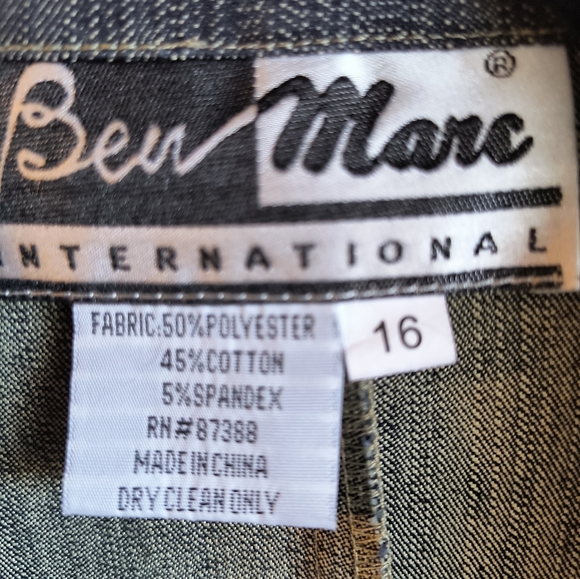 Ben Marc ®
INTERNATIONAL
FABRIC:50%POLYESTER
45%COTTON
5%SPANDEX
RN#87388
MADE IN CHINA
DRY CLEAN ONLY
16